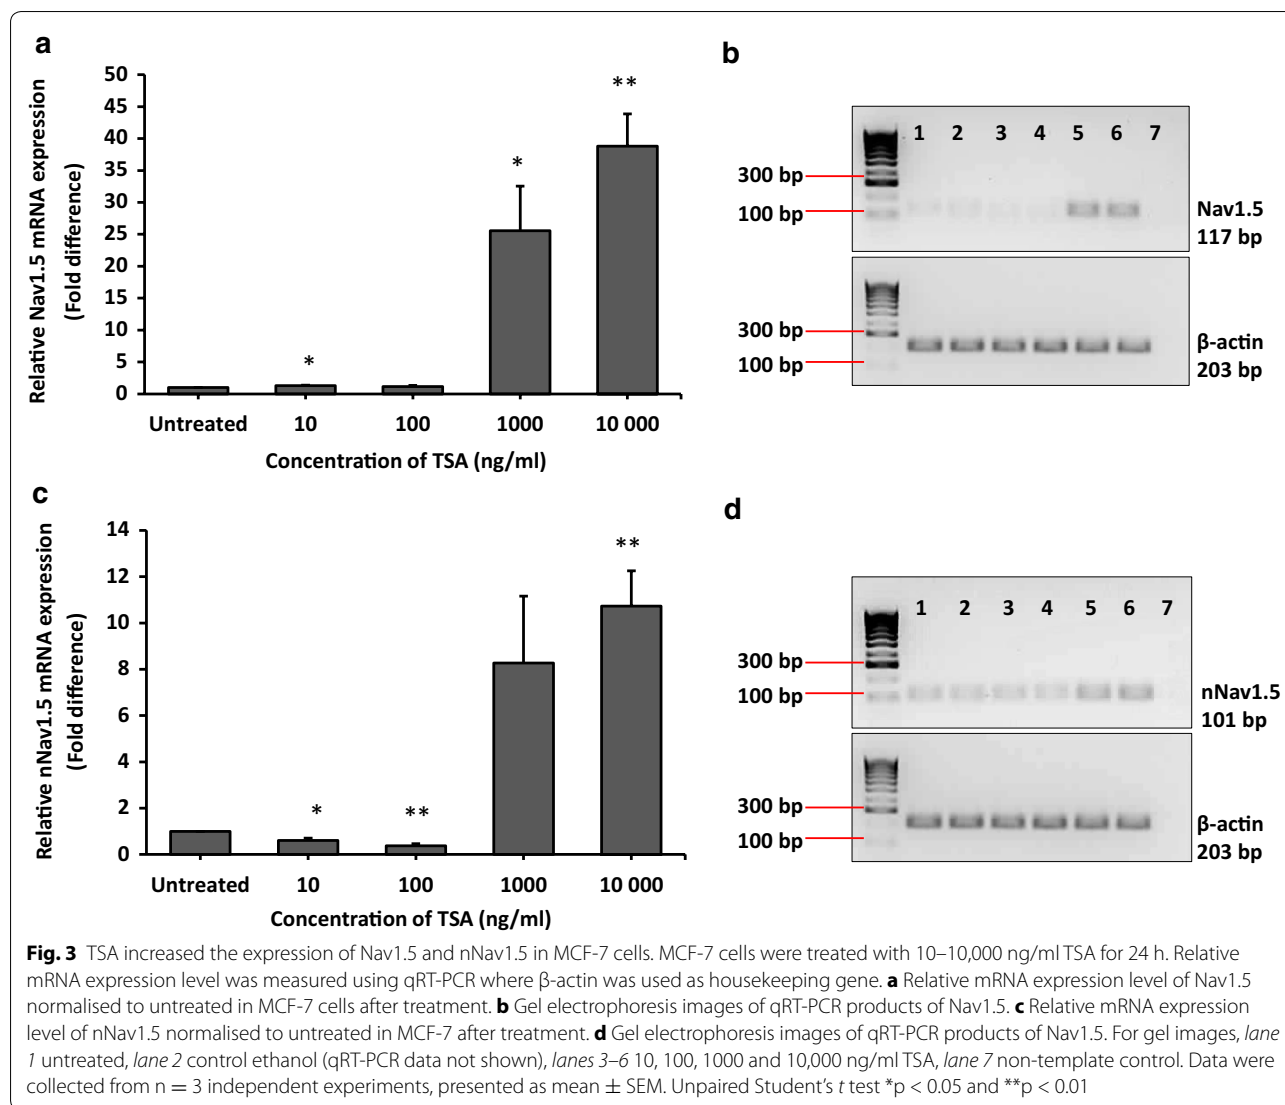 a
Relative Nav1.5 mRNA expression
(Fold difference)
50
45
40
35
30
25
20
15
10
5
0
*
*
**
Untreated 10 100 1000 10 000
Concentration of TSA (ng/ml)
b
1 2 3 4 5 6 7
300 bp
100 bp
Nav1.5
117 bp
300 bp
100 bp
β-actin
203 bp
c
Relative nNav1.5 mRNA expression
(Fold difference)
14
12
10
8
6
4
2
0
*
**
**
Untreated 10 100 1000 10 000
Concentration of TSA (ng/ml)
d
1 2 3 4 5 6 7
300 bp
100 bp
nNav1.5
101 bp
300 bp
100 bp
β-actin
203 bp
Fig. 3 TSA increased the expression of Nav1.5 and nNav1.5 in MCF-7 cells. MCF-7 cells were treated with 10–10,000 ng/ml TSA for 24 h. Relative
mRNA expression level was measured using qRT-PCR where β-actin was used as housekeeping gene. a Relative mRNA expression level of Nav1.5
normalised to untreated in MCF-7 cells after treatment. b Gel electrophoresis images of qRT-PCR products of Nav1.5. c Relative mRNA expression
level of nNav1.5 normalised to untreated in MCF-7 after treatment. d Gel electrophoresis images of qRT-PCR products of Nav1.5. For gel images, lane
1 untreated, lane 2 control ethanol (qRT-PCR data not shown), lanes 3–6 10, 100, 1000 and 10,000 ng/ml TSA, lane 7 non-template control. Data were
collected from n = 3 independent experiments, presented as mean ± SEM. Unpaired Student's t test *p < 0.05 and **p < 0.01